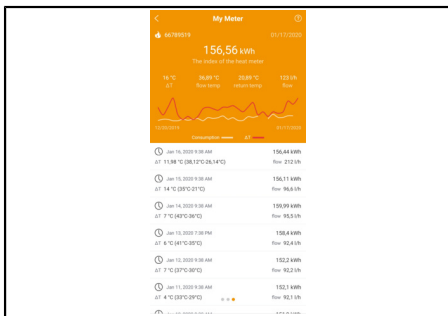 My Meter
66789519 01/17/2020
156,56 kWh
The index of the heat meter
16 °C 36,89 °C 20,89 °C 123 l/h
ΔT flow temp return temp flow
12/20/2019 01/17/2020
Consumption ΔT
Jan 16, 2020 9:38 AM 156,44 kWh
ΔT 11,98 °C (38,12°C-26,14°C) flow 212 l/h
Jan 15, 2020 9:38 AM 156,11 kWh
ΔT 14 °C (35°C-21°C) flow 96,6 l/h
Jan 14, 2020 9:38 AM 159,99 kWh
ΔT 7 °C (43°C-36°C) flow 95,5 l/h
Jan 13, 2020 7:38 PM 158,4 kWh
ΔT 6 °C (41°C-35°C) flow 92,4 l/h
Jan 12, 2020 9:38 AM 152,2 kWh
ΔT 7 °C (37°C-30°C) flow 92,2 l/h
Jan 11, 2020 9:38 AM 152,1 kWh
ΔT 4 °C (33°C-29°C) flow 92,1 l/h